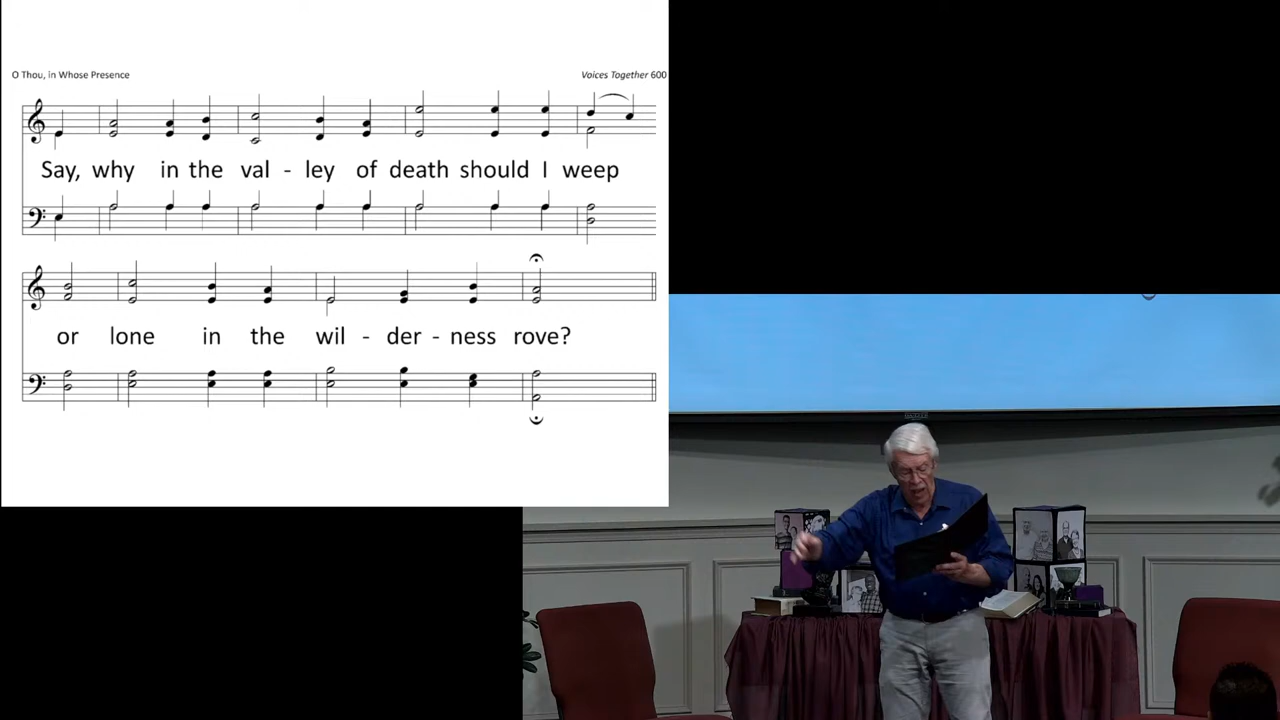 O Thou, in Whose Presence
Voices Together 600
Say, why in the val - ley of death should I weep
or lone in the wil - der - ness rove?